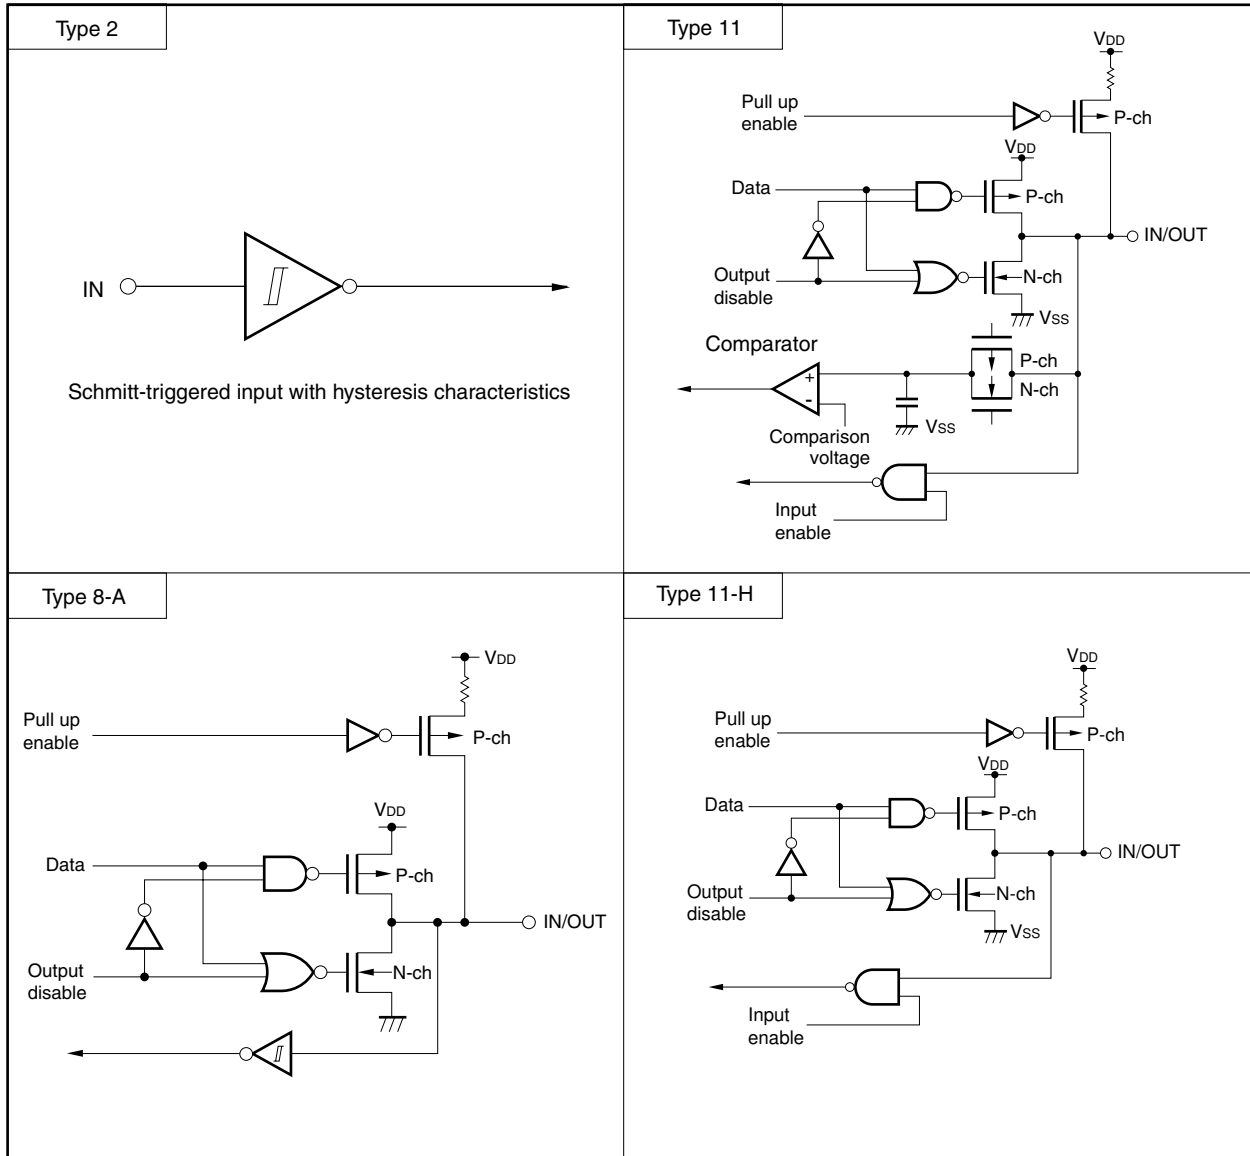 Type 2
IN
Schmitt-triggered input with hysteresis characteristics
Type 11
VDD
Pull up
enable
P-ch
VDD
Data
P-ch
IN/OUT
Output
disable
N-ch
VSS
Comparator
P-ch
N-ch
+
-
VSS
Comparison
voltage
Input
enable
Type 8-A
VDD
Pull up
enable
P-ch
VDD
Data
P-ch
IN/OUT
Output
disable
N-ch
Type 11-H
VDD
Pull up
enable
P-ch
VDD
Data
P-ch
IN/OUT
Output
disable
N-ch
VSS
Input
enable